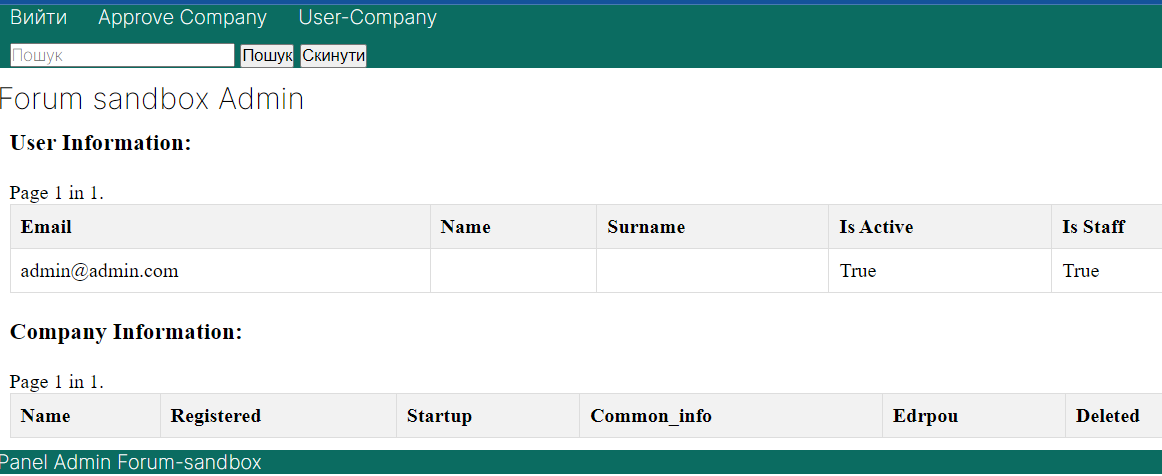 Вийти Approve Company User-Company
Пошук Пошук Скинути
Forum sandbox Admin
User Information:
Page 1 in 1.
Email Name Surname Is Active Is Staff
admin@admin.com True True
Company Information:
Page 1 in 1.
Name Registered Startup Common_info Edrpou Deleted
Panel Admin Forum-sandbox